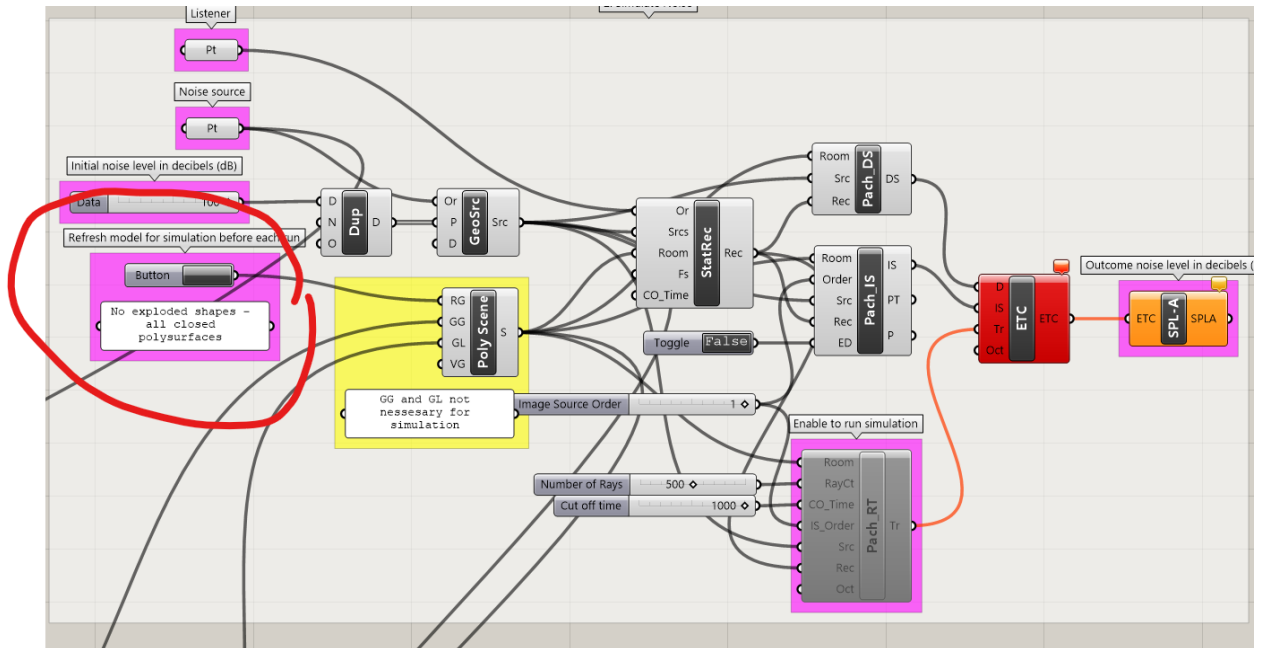 Listener
Pt
Noise source
Pt
Initial noise level in decibels (dB)
Data
100
D
N
O
Dup
D
Or
P
D
GeoSrc
Src
Refresh model for simulation before each run
Button
No exploded shapes -
all closed
polysurfaces
RG
GG
GL
VG
Poly Scene
S
GG and GL not
nessesary for
simulation
Or
Srcs
Room
Fs
CO_Time
StatRec
Rec
Toggle
False
Image Source Order
1
Number of Rays
500
Cut off time
1000
Room
Src
Rec
Pach_DS
DS
Room
Order
Src
Rec
ED
Pach_IS
IS
PT
P
Enable to run simulation
Room
RayCt
CO_Time
IS_Order
Src
Rec
Oct
Pach_RT
Tr
D
IS
Tr
Oct
ETC
ETC
Outcome noise level in decibels (
ETC
SPL-A
SPLA